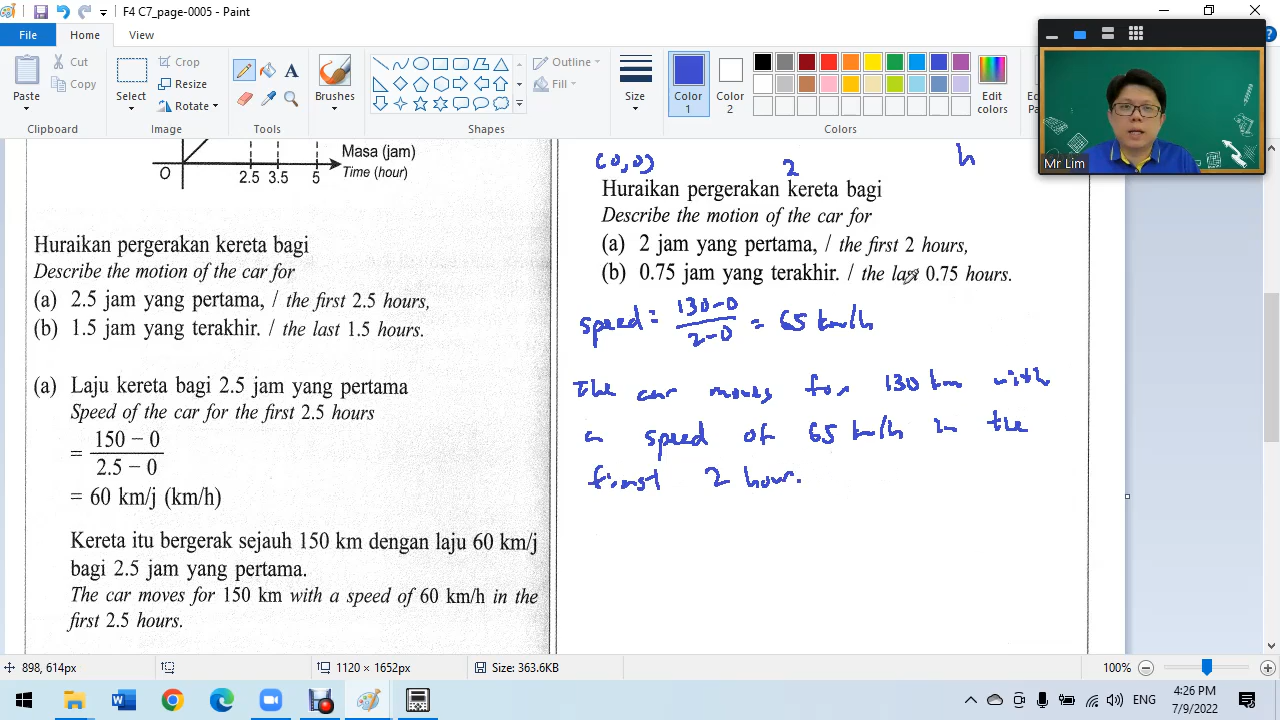 F4 C7_page-0005 - Paint
File Home View
Paste Cut Copy Clipboard
Select Crop Resize Rotate Image
Tools
Brushes
Shapes Outline Fill
Size
Color 1 Color 2 Colors Edit colors
Mr Lim
Masa (jam)
Time (hour)
O 2.5 3.5 5
Huraikan pergerakan kereta bagi
Describe the motion of the car for
(a) 2.5 jam yang pertama, / the first 2.5 hours,
(b) 1.5 jam yang terakhir. / the last 1.5 hours.
(a) Laju kereta bagi 2.5 jam yang pertama
Speed of the car for the first 2.5 hours
= 150 − 0
2.5 − 0
= 60 km/j (km/h)
Kereta itu bergerak sejauh 150 km dengan laju 60 km/j
bagi 2.5 jam yang pertama.
The car moves for 150 km with a speed of 60 km/h in the
first 2.5 hours.
(0,0) 2 h
Huraikan pergerakan kereta bagi
Describe the motion of the car for
(a) 2 jam yang pertama, / the first 2 hours,
(b) 0.75 jam yang terakhir. / the last 0.75 hours.
speed = 130-0
2-0
= 65 km/h
The car moves for 130 km with
a speed of 65 km/h in the
first 2 hour.
898, 614px 1120 × 1652px Size: 363.6KB 100%
ENG 4:26 PM
7/9/2022